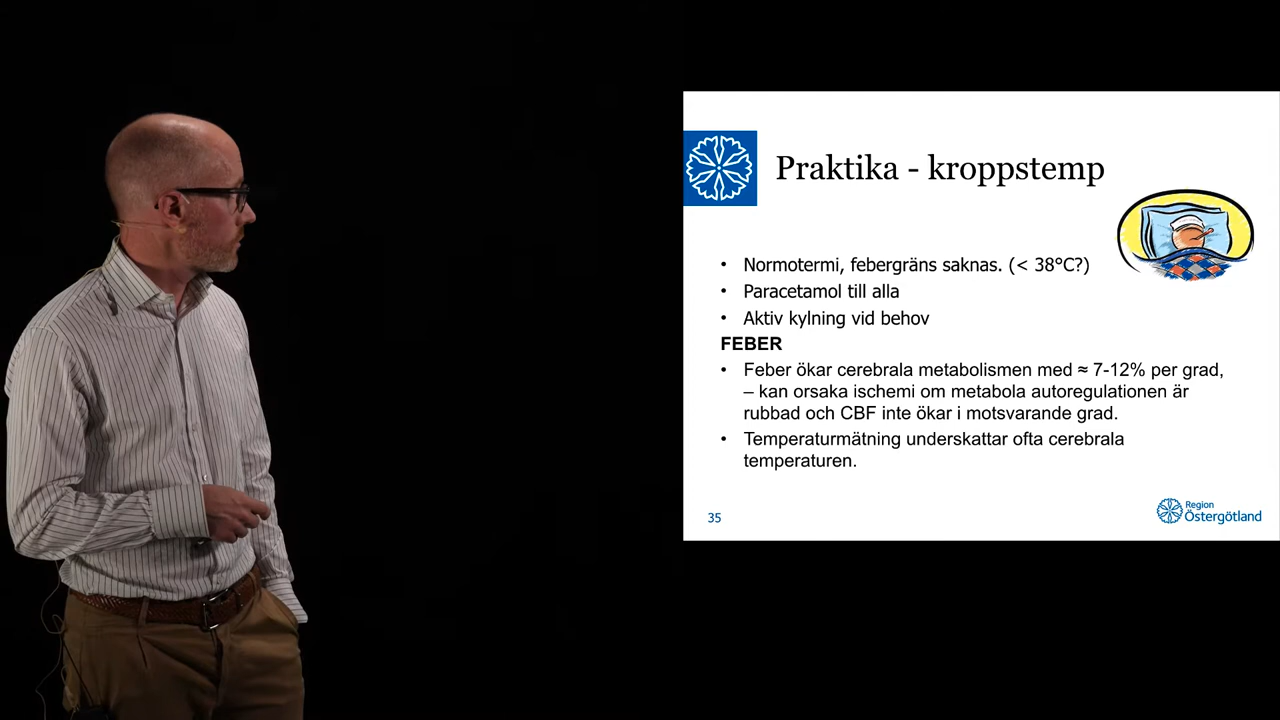 Praktika - kroppstemp
• Normotermi, febergräns saknas. (< 38°C?)
• Paracetamol till alla
• Aktiv kylning vid behov
FEBER
• Feber ökar cerebrala metabolismen med ≈ 7-12% per grad,
– kan orsaka ischemi om metabola autoregulationen är
rubbad och CBF inte ökar i motsvarande grad.
• Temperaturmätning underskattar ofta cerebrala
temperaturen.
35
Region
Östergötland